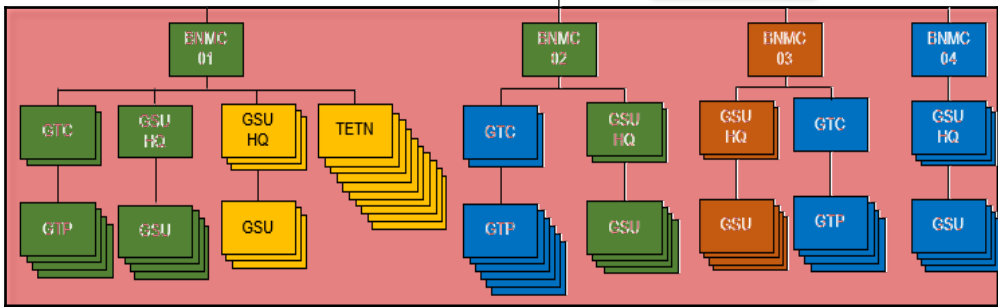 BNMC
01
BNMC
02
BNMC
03
BNMC
04
GTC
GSU
HQ
GSU
HQ
TETN
GTC
GSU
HQ
GSU
HQ
GTC
GSU
HQ
GTP
GSU
GSU
GTP
GSU
GSU
GTP
GSU